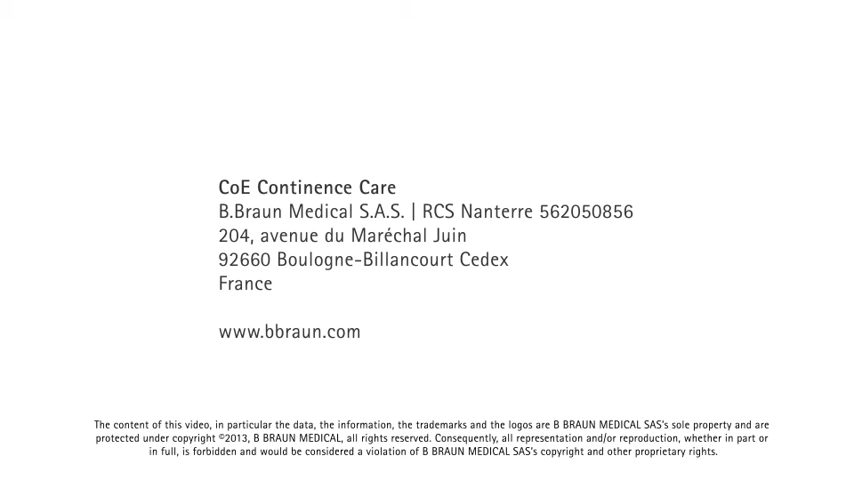 CoE Continence Care
B.Braun Medical S.A.S. | RCS Nanterre 562050856
204, avenue du Maréchal Juin
92660 Boulogne-Billancourt Cedex
France
www.bbraun.com
The content of this video, in particular the data, the information, the trademarks and the logos are B BRAUN MEDICAL SAS's sole property and are
protected under copyright ©2013, B BRAUN MEDICAL, all rights reserved. Consequently, all representation and/or reproduction, whether in part or
in full, is forbidden and would be considered a violation of B BRAUN MEDICAL SAS's copyright and other proprietary rights.